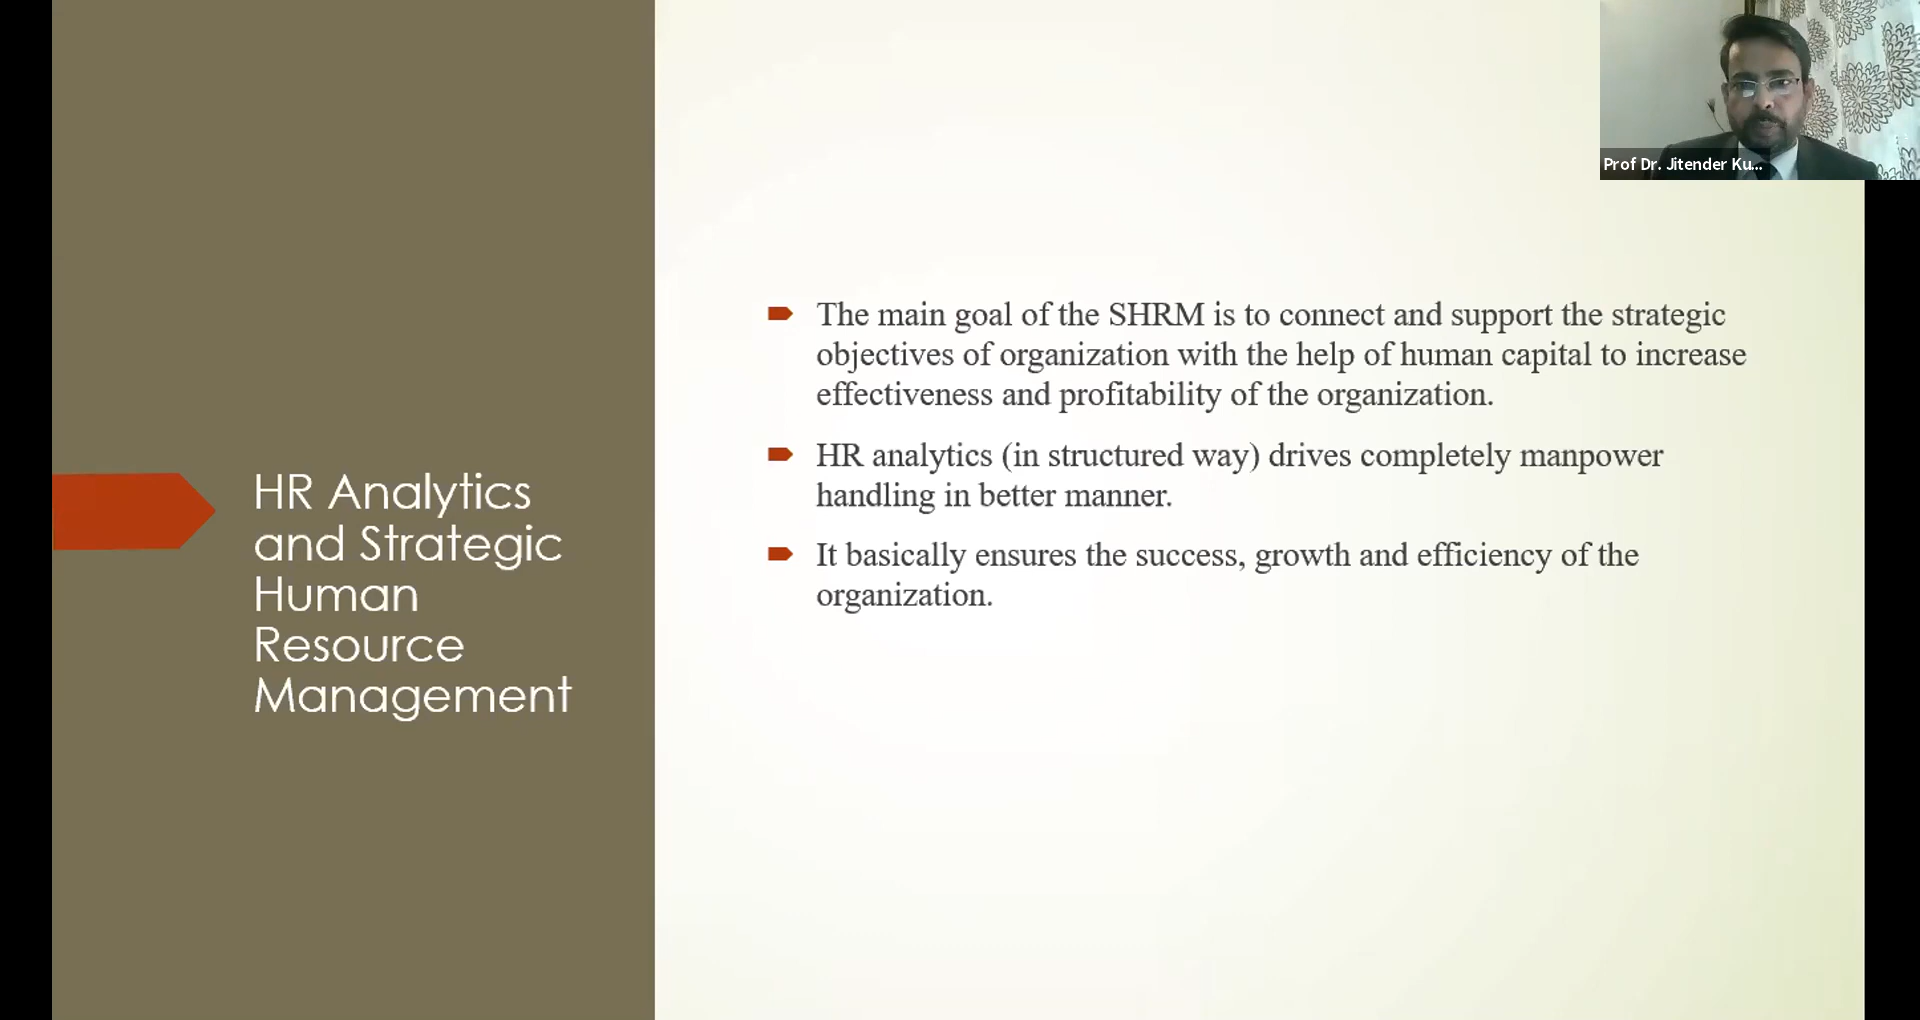 Prof Dr. Jitender Ku...
HR Analytics
and Strategic
Human
Resource
Management
The main goal of the SHRM is to connect and support the strategic
objectives of organization with the help of human capital to increase
effectiveness and profitability of the organization.
HR analytics (in structured way) drives completely manpower
handling in better manner.
It basically ensures the success, growth and efficiency of the
organization.